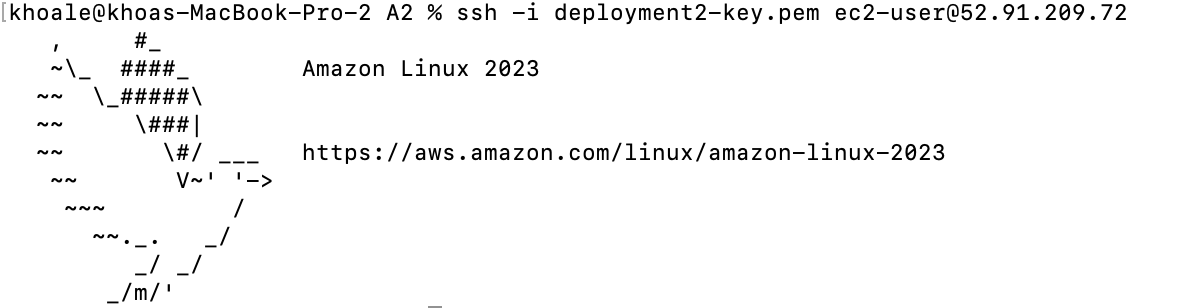 [khoale@khoas-MacBook-Pro-2 A2 % ssh -i deployment2-key.pem ec2-user@52.91.209.72
   ,     #_
   ~\_  ####_        Amazon Linux 2023
  ~~  \_#####\
  ~~     \###|
  ~~       \#/ ___   https://aws.amazon.com/linux/amazon-linux-2023
   ~~       V~' '->
    ~~~         /
      ~~._.   _/
         _/ _/
       _/m/'